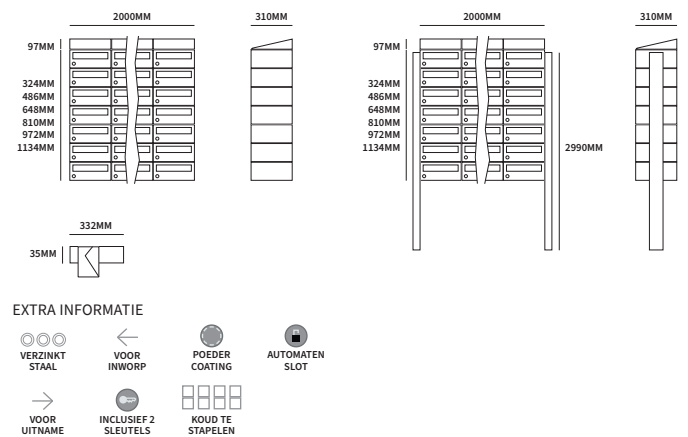 2000MM
310MM
97MM
324MM
486MM
648MM
810MM
972MM
1134MM
2000MM
310MM
97MM
324MM
486MM
648MM
810MM
972MM
1134MM
2990MM
332MM
35MM
EXTRA INFORMATIE
VERZINKT
STAAL
VOOR
INWORP
POEDER
COATING
AUTOMATEN
SLOT
VOOR
UITNAME
INCLUSIEF 2
SLEUTELS
KOUD TE
STAPELEN